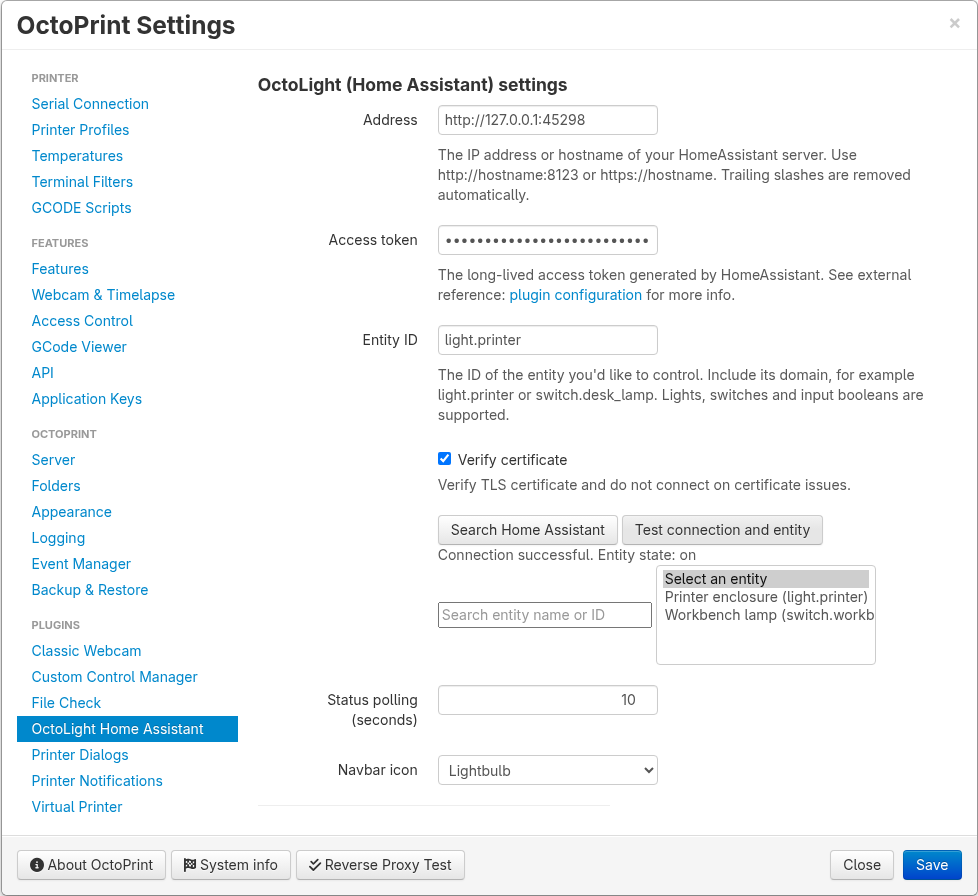 OctoPrint Settings
×
PRINTER
Serial Connection
Printer Profiles
Temperatures
Terminal Filters
GCODE Scripts
FEATURES
Features
Webcam & Timelapse
Access Control
GCode Viewer
API
Application Keys
OCTOPRINT
Server
Folders
Appearance
Logging
Event Manager
Backup & Restore
PLUGINS
Classic Webcam
Custom Control Manager
File Check
OctoLight Home Assistant
Printer Dialogs
Printer Notifications
Virtual Printer
OctoLight (Home Assistant) settings
Address
http://127.0.0.1:45298
The IP address or hostname of your HomeAssistant server. Use
http://hostname:8123 or https://hostname. Trailing slashes are removed
automatically.
Access token
••••••••••••••••••••••••••
The long-lived access token generated by HomeAssistant. See external
reference: plugin configuration for more info.
Entity ID
light.printer
The ID of the entity you'd like to control. Include its domain, for example
light.printer or switch.desk_lamp. Lights, switches and input booleans are
supported.
Verify certificate
Verify TLS certificate and do not connect on certificate issues.
Search Home Assistant
Test connection and entity
Connection successful. Entity state: on
Search entity name or ID
Select an entity
Printer enclosure (light.printer)
Workbench lamp (switch.workb
Status polling
(seconds)
10
Navbar icon
Lightbulb
About OctoPrint
System info
Reverse Proxy Test
Close
Save